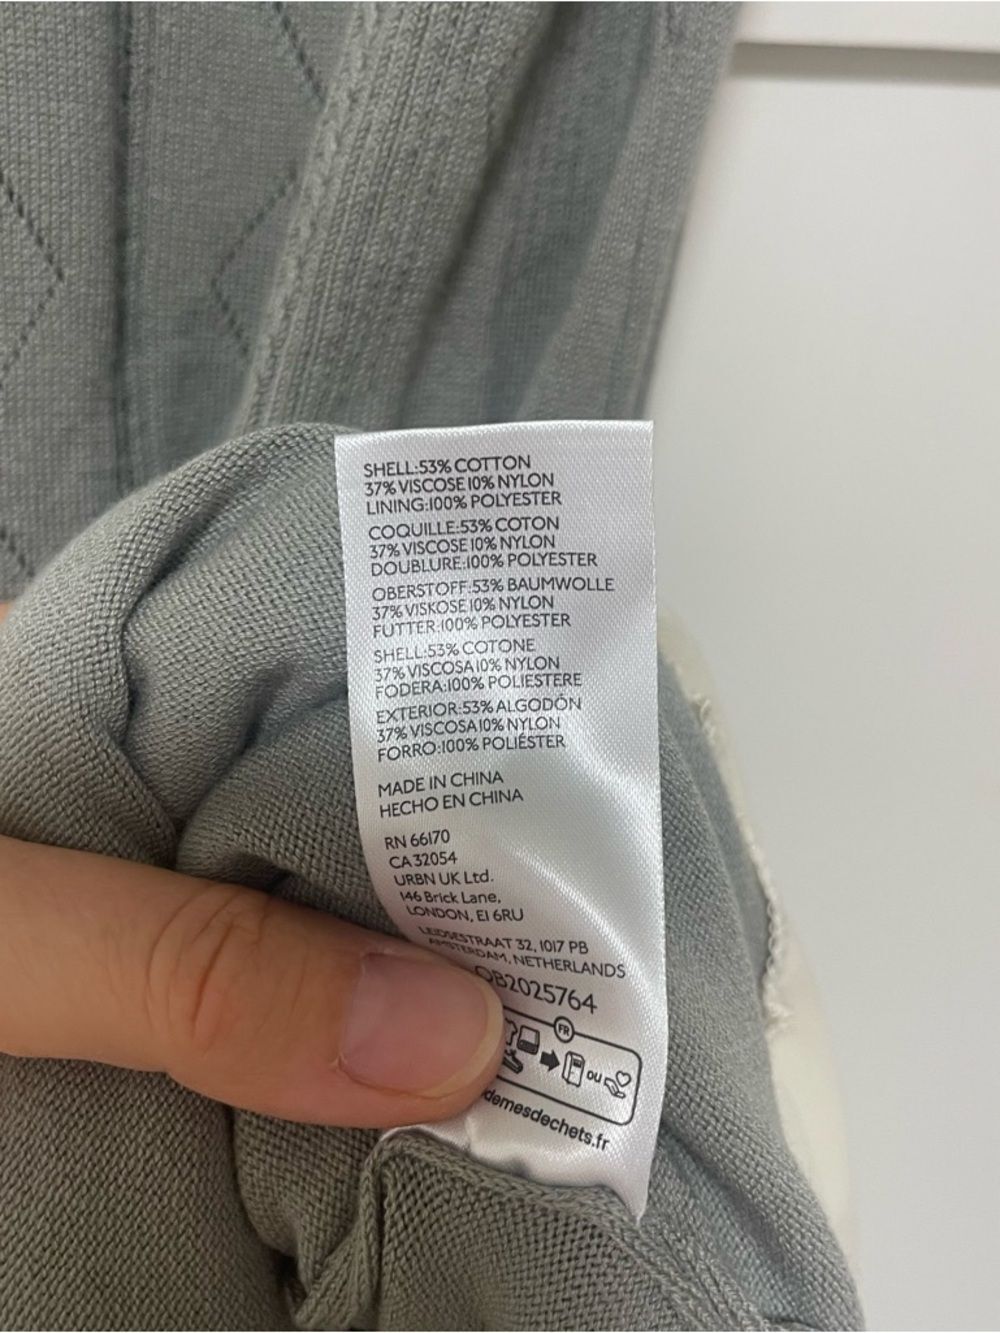 SHELL:53% COTTON
37% VISCOSE 10% NYLON
LINING:100% POLYESTER
COQUILLE:53% COTON
37% VISCOSE 10% NYLON
DOUBLURE:100% POLYESTER
OBERSTOFF:53% BAUMWOLLE
37% VISKOSE 10% NYLON
FUTTER:100% POLYESTER
SHELL:53% COTONE
37% VISCOSA 10% NYLON
FODERA:100% POLIESTERE
EXTERIOR:53% ALGODÓN
37% VISCOSA 10% NYLON
FORRO:100% POLIÉSTER
MADE IN CHINA
HECHO EN CHINA
RN 66170
CA 32054
URBN UK Ltd.
146 Brick Lane,
LONDON, E1 6RU
LEIDSESTRAAT 32, 1017 PB
AMSTERDAM, NETHERLANDS
OB2025764
FR
ou
demesdechets.fr